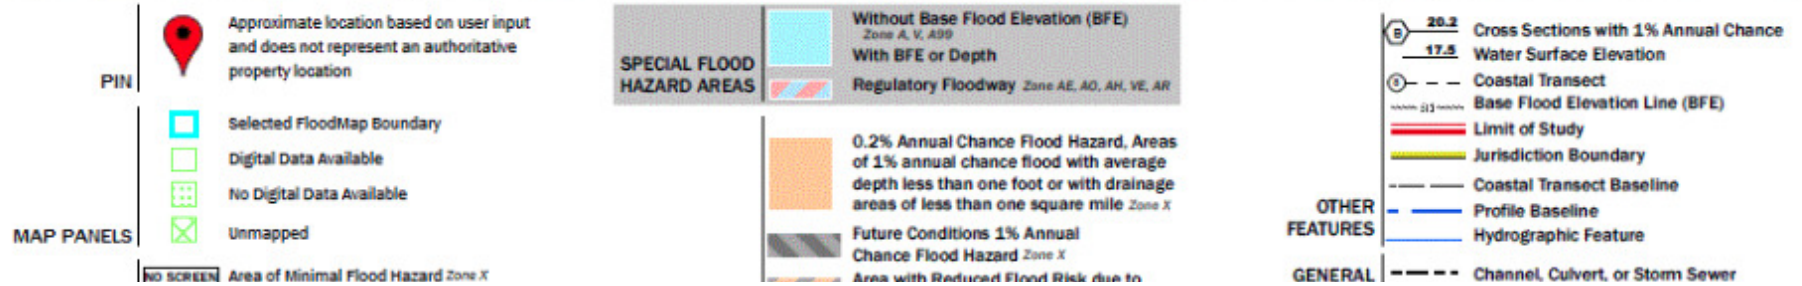 PIN
Approximate location based on user input
and does not represent an authoritative
property location
MAP PANELS
Selected FloodMap Boundary
Digital Data Available
No Digital Data Available
Unmapped
NO SCREEN Area of Minimal Flood Hazard Zone X
SPECIAL FLOOD
HAZARD AREAS
Without Base Flood Elevation (BFE)
Zone A, V, A99
With BFE or Depth
Regulatory Floodway Zone AE, AO, AH, VE, AR
0.2% Annual Chance Flood Hazard, Areas
of 1% annual chance flood with average
depth less than one foot or with drainage
areas of less than one square mile Zone X
Future Conditions 1% Annual
Chance Flood Hazard Zone X
Area with Reduced Flood Risk due to
OTHER
FEATURES
B 20.2 Cross Sections with 1% Annual Chance
17.5 Water Surface Elevation
Coastal Transect
Base Flood Elevation Line (BFE)
Limit of Study
Jurisdiction Boundary
Coastal Transect Baseline
Profile Baseline
Hydrographic Feature
GENERAL
Channel, Culvert, or Storm Sewer